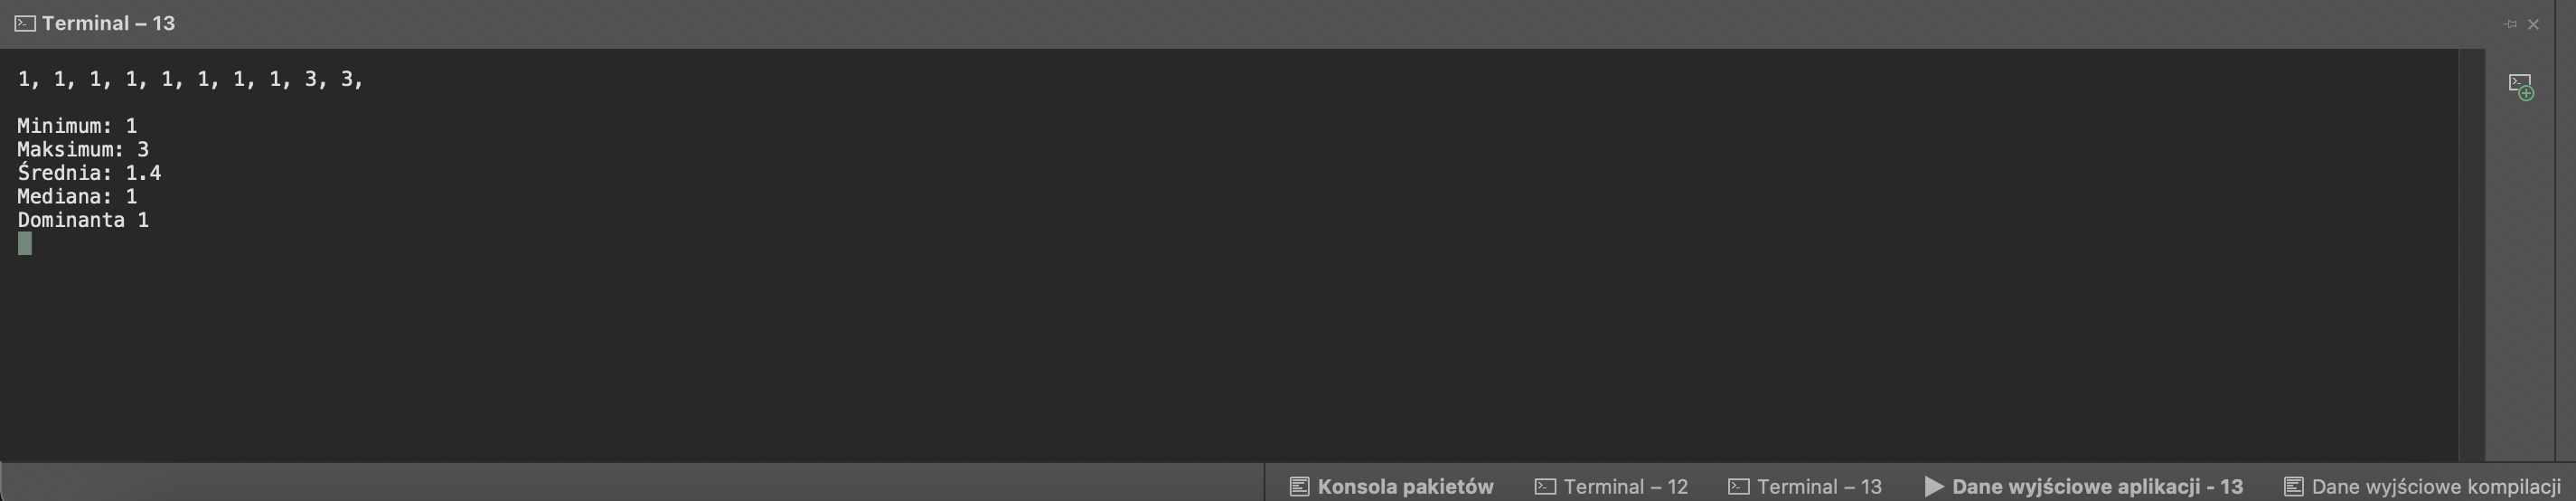 Terminal – 13
1, 1, 1, 1, 1, 1, 1, 1, 3, 3,
Minimum: 1
Maksimum: 3
Średnia: 1.4
Mediana: 1
Dominanta 1
Konsola pakietów
Terminal – 12
Terminal – 13
Dane wyjściowe aplikacji - 13
Dane wyjściowe kompilacji